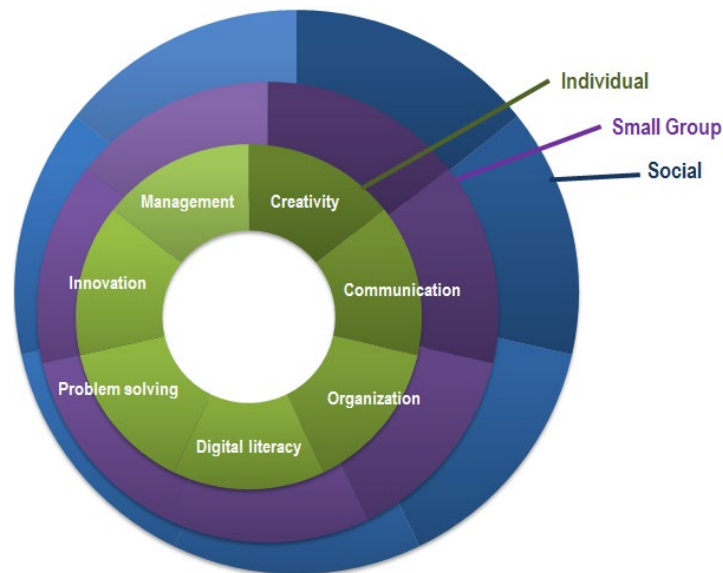 Individual
Small Group
Social
Management
Creativity
Innovation
Communication
Problem solving
Organization
Digital literacy